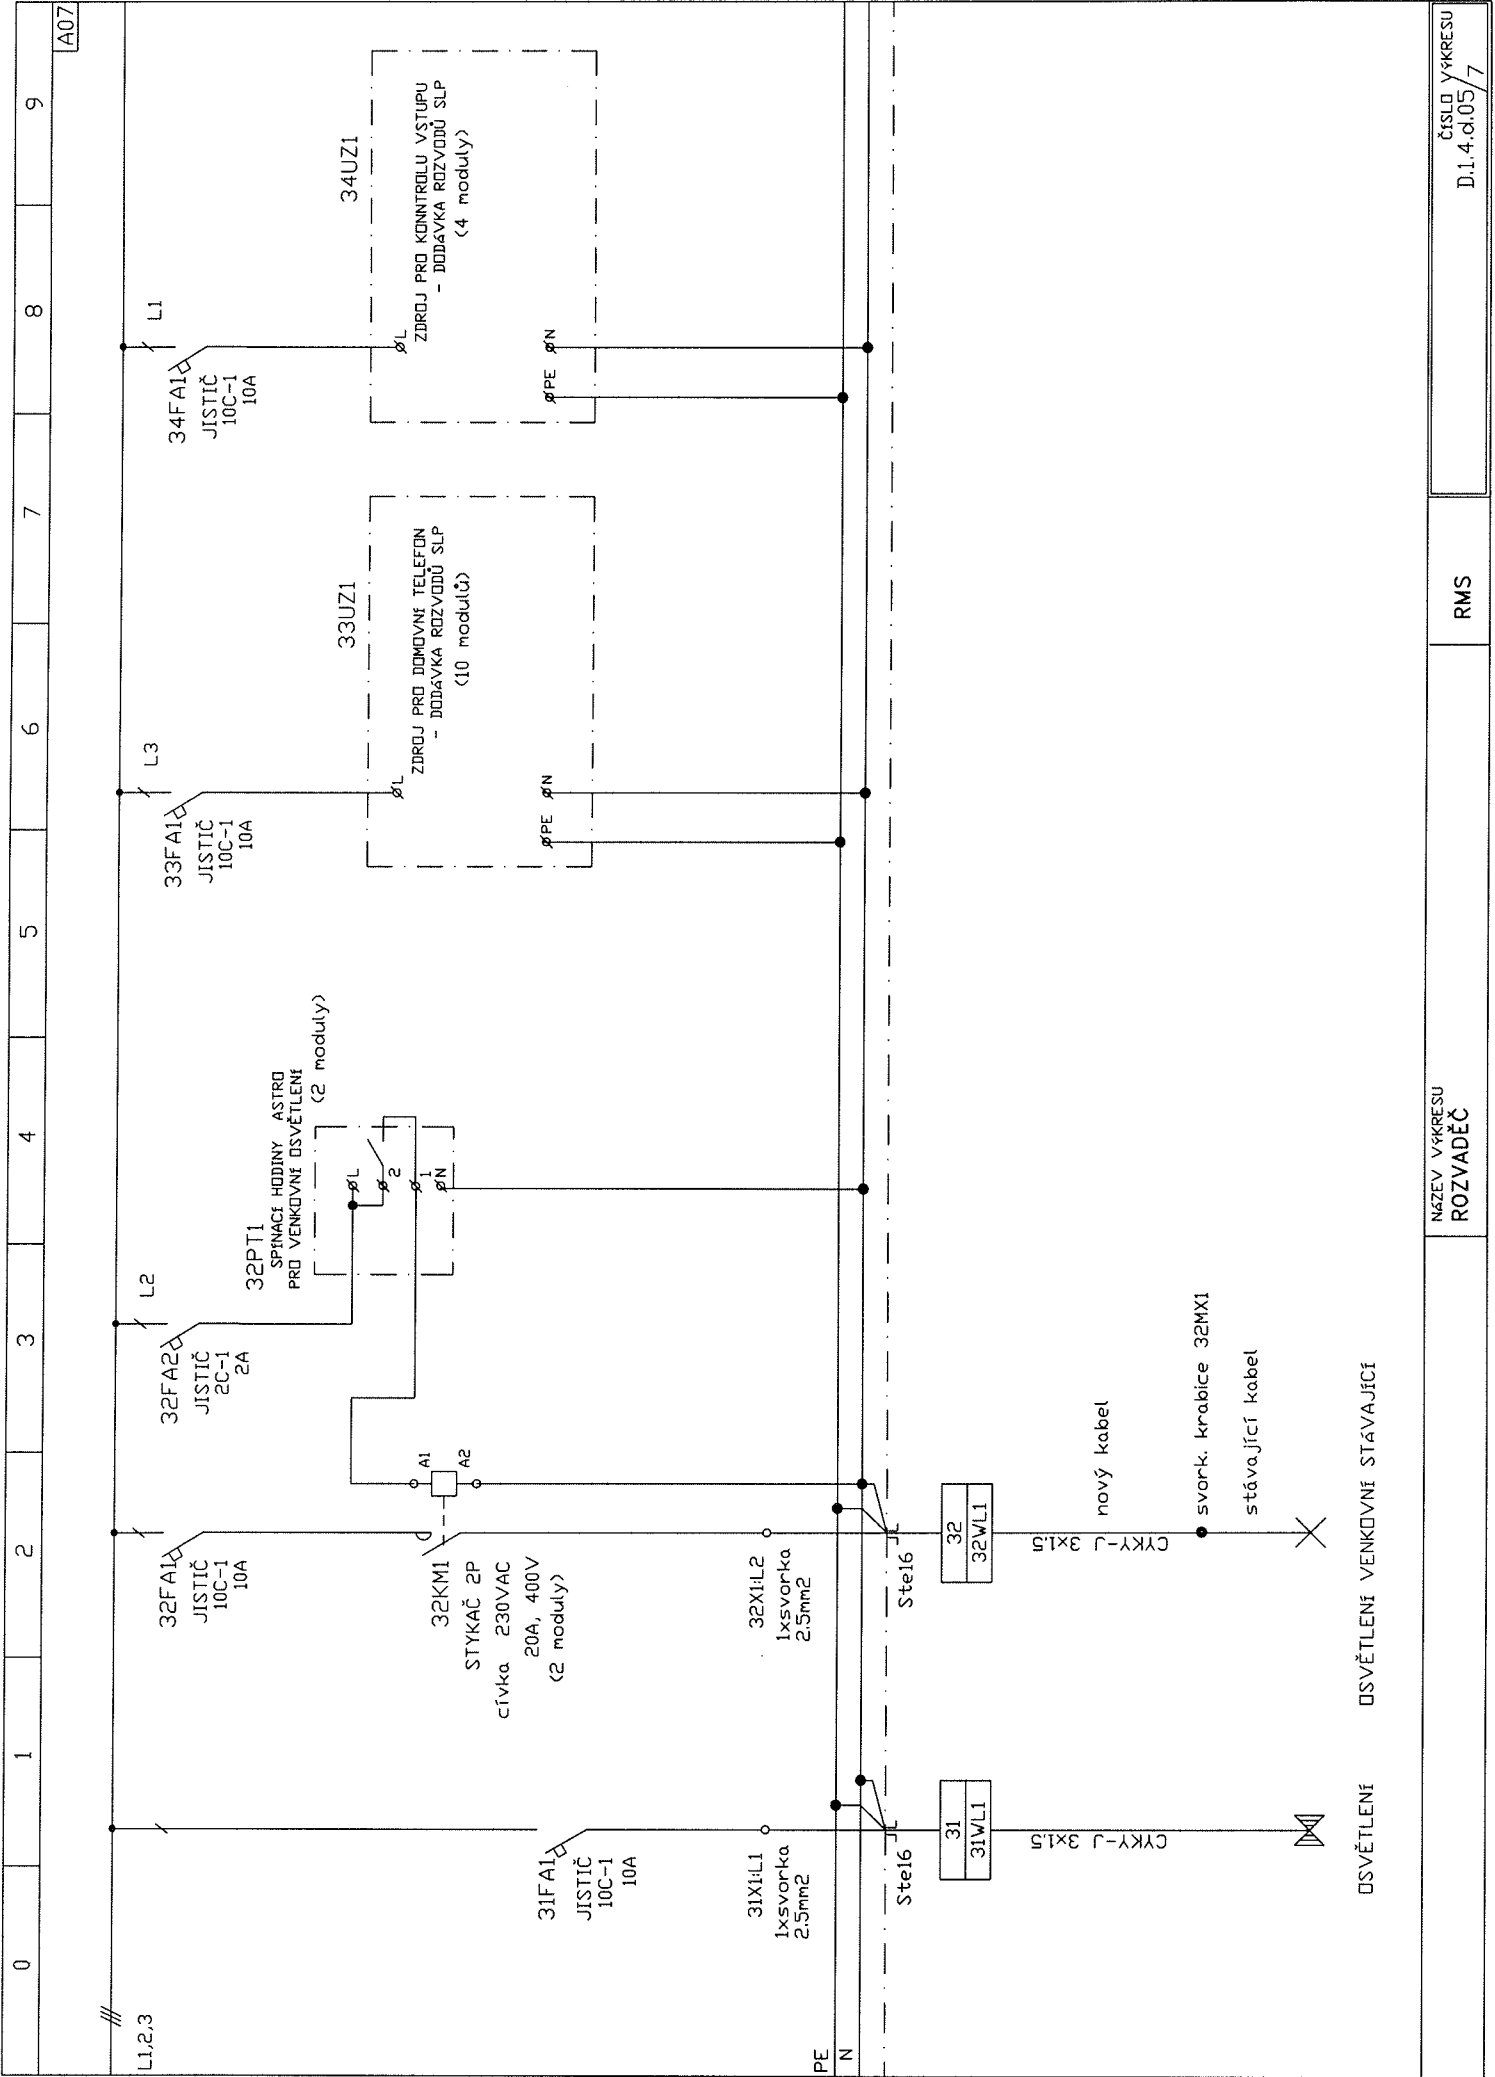 0 1 2 3 4 5 6 7 8 9
A07
L1,2,3
31FA1
JISTIČ
10C-1
10A
31X1:L1
1xsvorka
2.5mm2
Ste16
31
31WL1
CYKY-J 3x1.5
OSVĚTLENÍ
32FA1
JISTIČ
10C-1
10A
32KM1
STYKAČ 2P
cívka 230VAC
20A, 400V
(2 moduly)
A1
A2
32X1:L2
1xsvorka
2.5mm2
Ste16
32
32WL1
CYKY-J 3x1.5
nový kabel
svork. krabice 32MX1
stávající kabel
OSVĚTLENÍ VENKOVNÍ STÁVAJÍCÍ
L2
32FA2
JISTIČ
2C-1
2A
32PT1
SPÍNACÍ HODINY ASTRO
PRO VENKOVNÍ OSVĚTLENÍ
(2 moduly)
L
2
1
N
L3
33FA1
JISTIČ
10C-1
10A
33UZ1
L
ZDROJ PRO DOMOVNÍ TELEFON
- DODÁVKA ROZVODŮ SLP
(10 modulů)
PE
N
L1
34FA1
JISTIČ
10C-1
10A
34UZ1
L
ZDROJ PRO KONNTROLU VSTUPU
- DODÁVKA ROZVODŮ SLP
(4 moduly)
PE
N
PE
N
NÁZEV VÝKRESU
ROZVADĚČ
RMS
ČÍSLO VÝKRESU
D.1.4.d.05/7